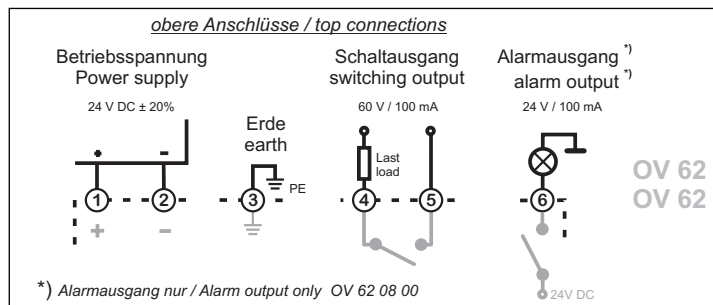 obere Anschlüsse / top connections
Betriebsspannung
Power supply
24 V DC ± 20%
+ -
1 2
+ −
Erde
earth
PE
3
Schaltausgang
switching output
60 V / 100 mA
Last
load
4 5
Alarmausgang *)
alarm output *)
24 V / 100 mA
6
24V DC
OV 62
OV 62
*) Alarmausgang nur / Alarm output only OV 62 08 00